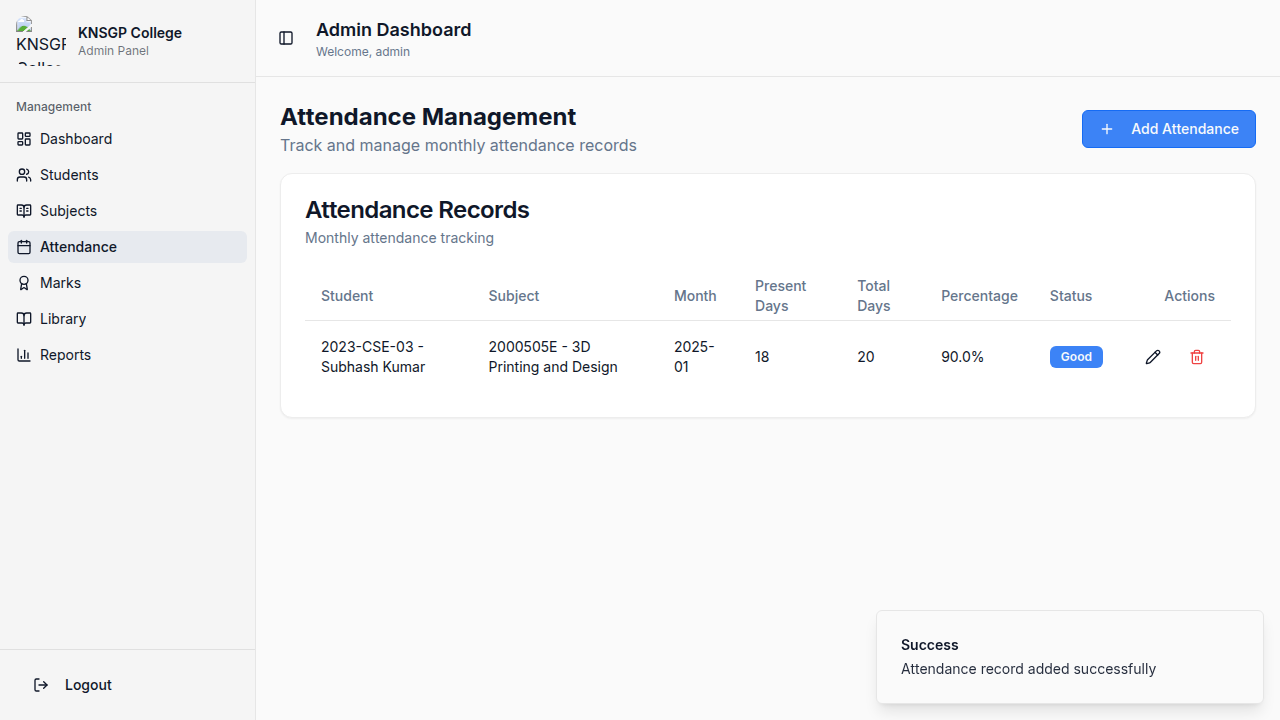 KNSGP
College
KNSGP College
Admin Panel
Management
Dashboard
Students
Subjects
Attendance
Marks
Library
Reports
Logout
Admin Dashboard
Welcome, admin
Attendance Management
Track and manage monthly attendance records
Add Attendance
Attendance Records
Monthly attendance tracking
Student Subject Month Present Days Total Days Percentage Status Actions
2023-CSE-03 - 2000505E - 3D 2025- 18 20 90.0% Good
Subhash Kumar Printing and Design 01
Success
Attendance record added successfully